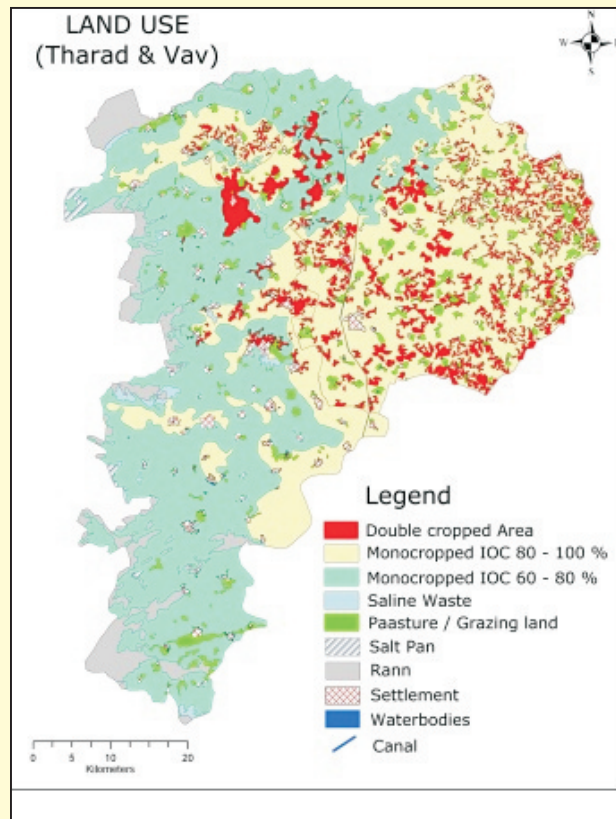 LAND USE
(Tharad & Vav)
N
W
S
Legend
Double cropped Area
Monocropped IOC 80 - 100 %
Monocropped IOC 60 - 80 %
Saline Waste
Paasture / Grazing land
Salt Pan
Rann
Settlement
Waterbodies
Canal
0 5 10 20
Kilometers